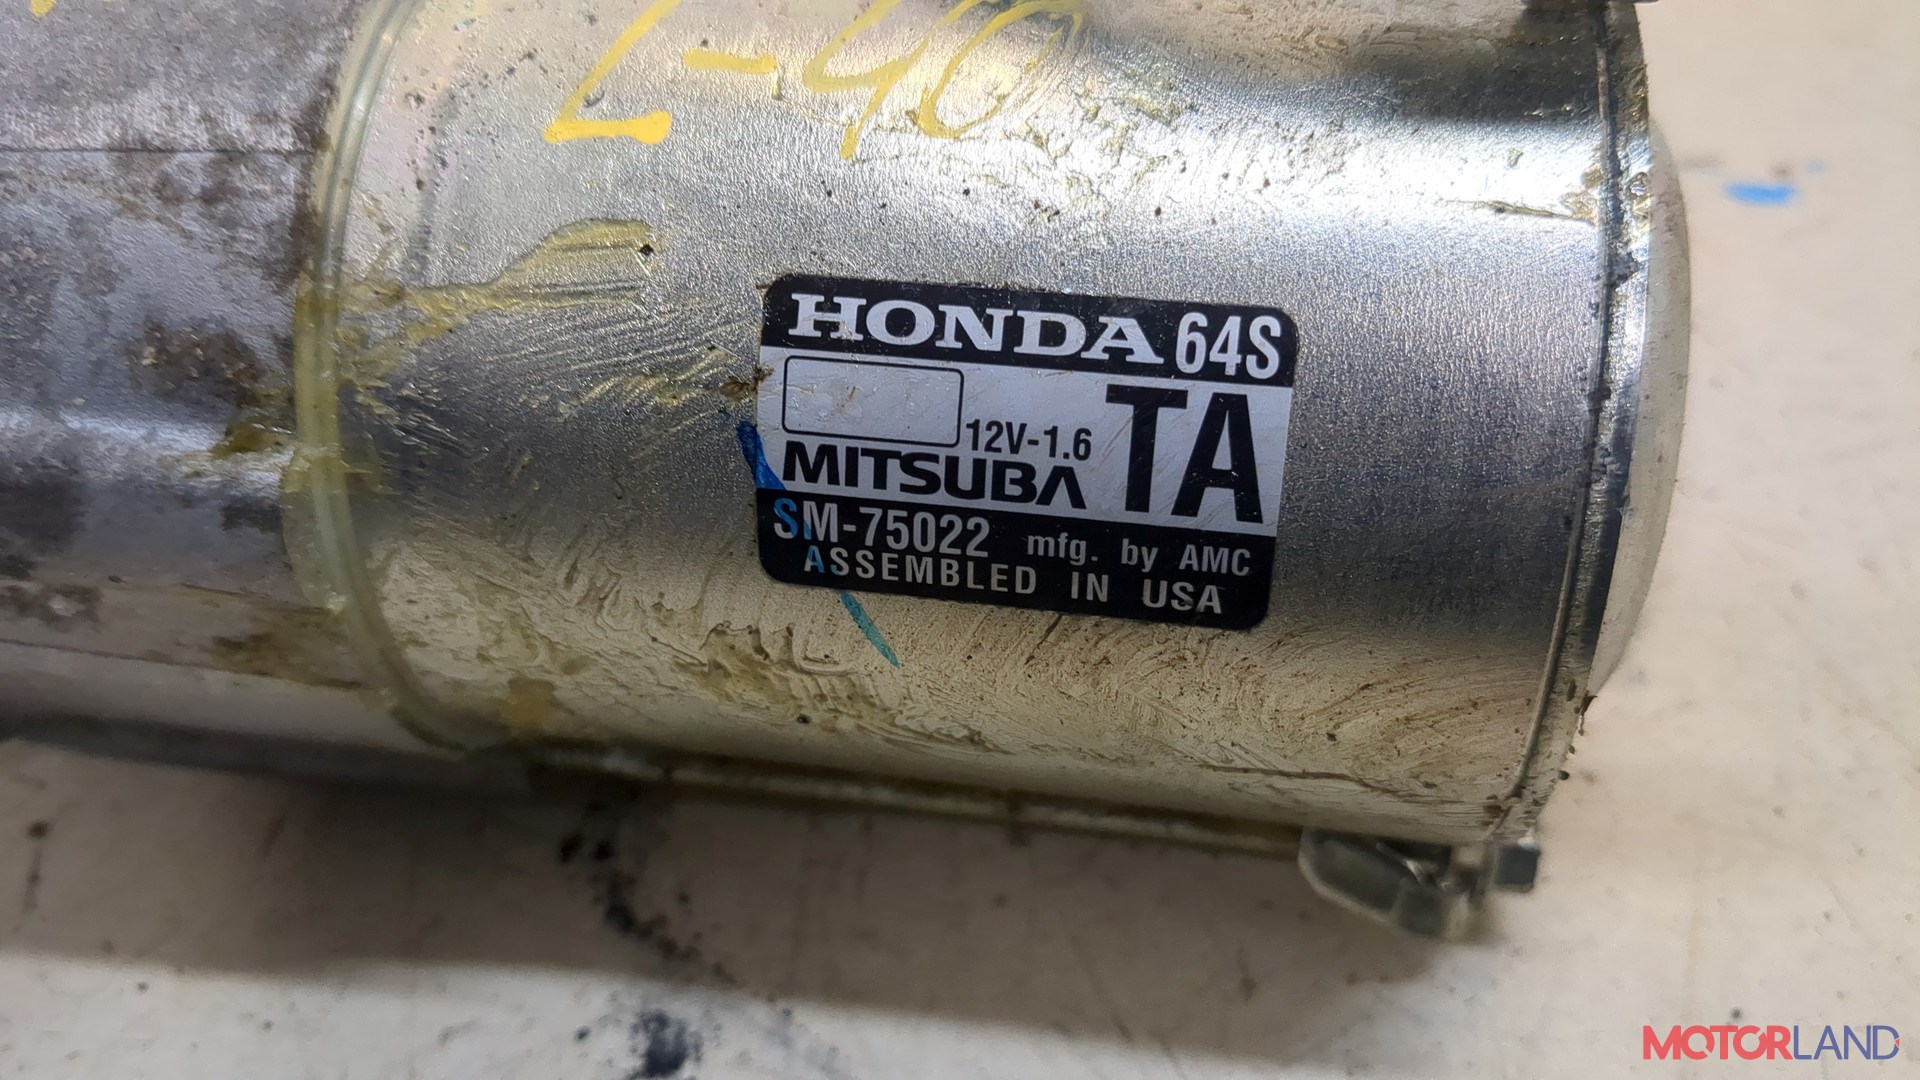 L-40
HONDA 64S
12V-1.6 TA
MITSUBA
SM-75022 mfg. by AMC
ASSEMBLED IN USA
MOTORLAND